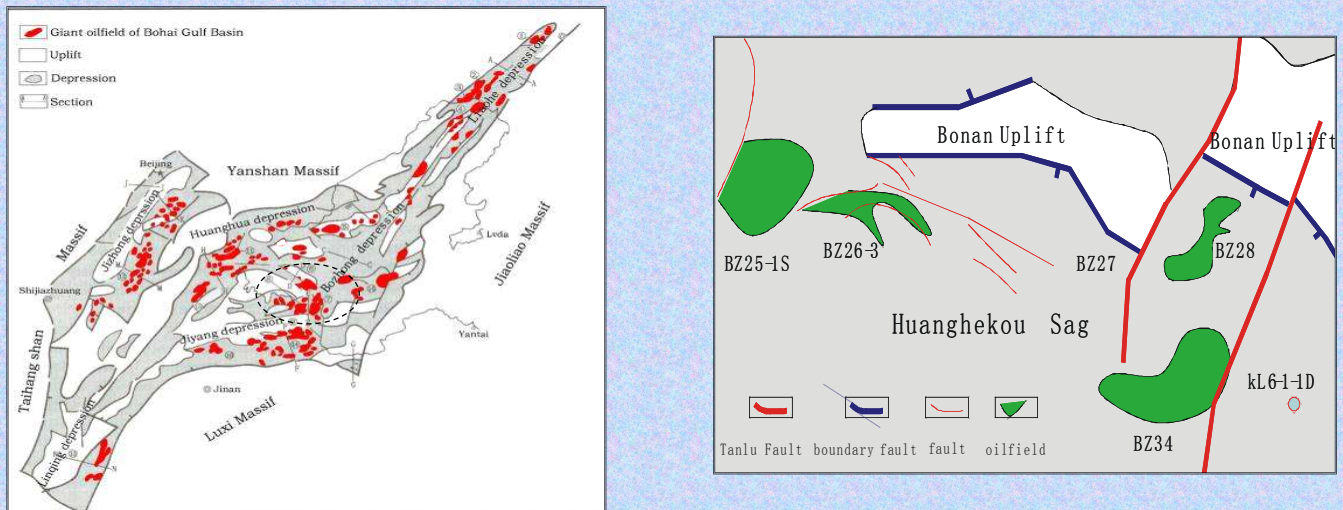 Giant oilfield of Bohai Gulf Basin
Uplift
Depression
Section
Beijing
Yanshan Massif
Liaohe depression
Massif
Jizhong depression
Huanghua depression
Bozhong depression
Lvda
Jiaoliao Massif
Shijiazhuang
Jiyang depression
Yantai
Taihang shan
Jinan
Luxi Massif
Linqing depression
Bonan Uplift
Bonan Uplift
BZ25-1S
BZ26-3
BZ27
BZ28
Huanghekou Sag
kL6-1-1D
BZ34
Tanlu Fault
boundary fault
fault
oilfield